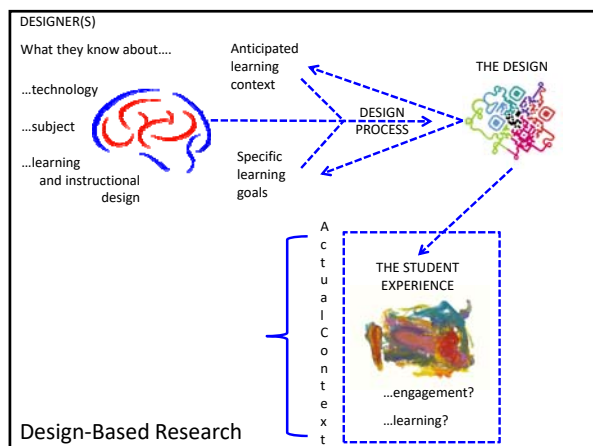 DESIGNER(S)
What they know about....
...technology
...subject
...learning
and instructional
design
Anticipated
learning
context
Specific
learning
goals
DESIGN
PROCESS
THE DESIGN
ActualContext
THE STUDENT
EXPERIENCE
...engagement?
...learning?
Design-Based Research